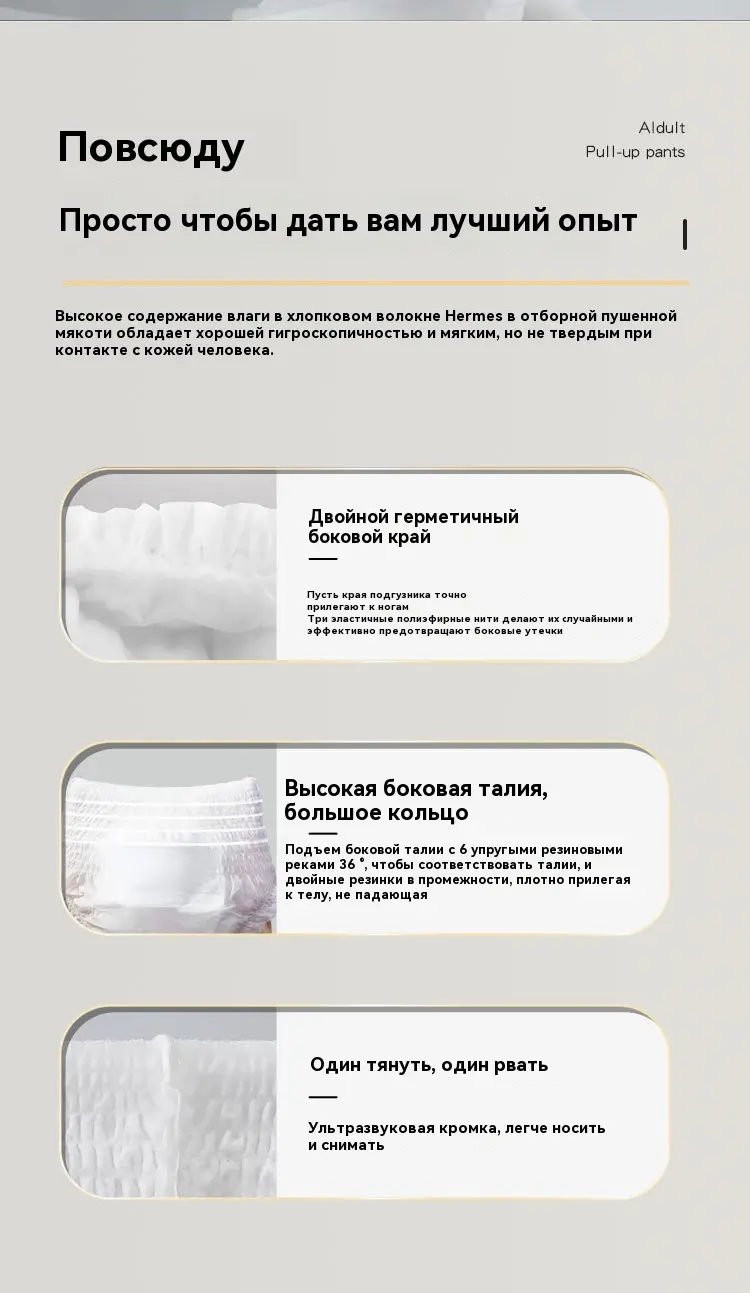 Повсюду
Aldult
Pull-up pants
Просто чтобы дать вам лучший опыт
Высокое содержание влаги в хлопковом волокне Hermes в отборной пушенной
мякоти обладает хорошей гигроскопичностью и мягким, но не твердым при
контакте с кожей человека.
Двойной герметичный
боковой край
Пусть края подгузника точно
прилегают к ногам
Три эластичные полиэфирные нити делают их случайными и
эффективно предотвращают боковые утечки
Высокая боковая талия,
большое кольцо
Подъем боковой талии с 6 упругими резиновыми
реками 36 °, чтобы соответствовать талии, и
двойные резинки в промежности, плотно прилегая
к телу, не падающая
Один тянуть, один рвать
Ультразвуковая кромка, легче носить
и снимать